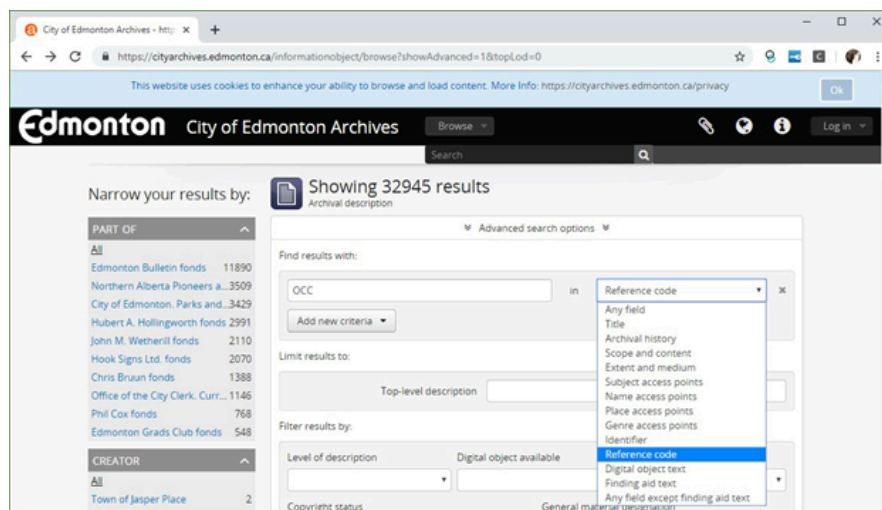 City of Edmonton Archives - http
https://cityarchives.edmonton.ca/informationobject/browse?showAdvanced=1&topLod=0
This website uses cookies to enhance your ability to browse and load content. More Info: https://cityarchives.edmonton.ca/privacy
Ok
Edmonton City of Edmonton Archives Browse Log in
Search
Narrow your results by:
PART OF
All
Edmonton Bulletin fonds 11890
Northern Alberta Pioneers a...3509
City of Edmonton. Parks and...3429
Hubert A. Hollingworth fonds 2991
John M. Wetherill fonds 2110
Hook Signs Ltd. fonds 2070
Chris Bruun fonds 1388
Office of the City Clerk. Curr... 1146
Phil Cox fonds 768
Edmonton Grads Club fonds 548
CREATOR
All
Town of Jasper Place 2
Showing 32945 results
Archival description
Advanced search options
Find results with:
OCC in Reference code
Add new criteria
Any field
Title
Archival history
Scope and content
Extent and medium
Subject access points
Name access points
Place access points
Genre access points
Identifier
Reference code
Digital object text
Finding aid text
Any field except finding aid text
Limit results to:
Top-level description
Filter results by:
Level of description Digital object available
Copyright status General material designation